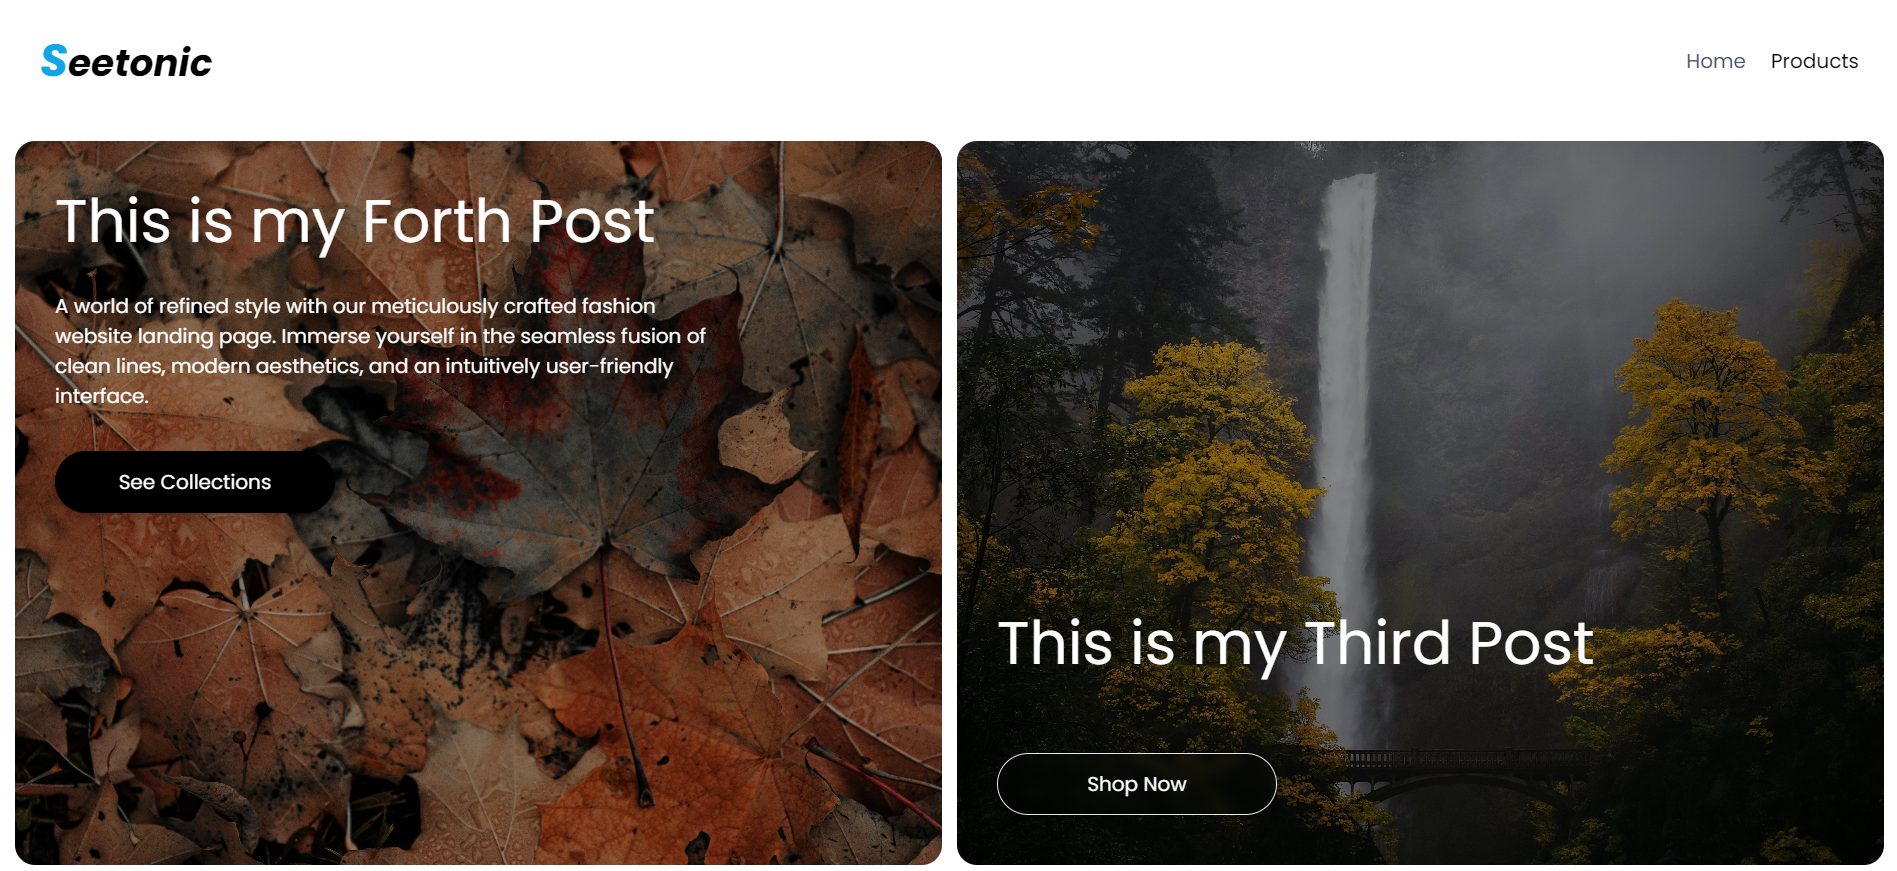 Seetonic
Home
Products
This is my Forth Post
A world of refined style with our meticulously crafted fashion
website landing page. Immerse yourself in the seamless fusion of
clean lines, modern aesthetics, and an intuitively user-friendly
interface.
See Collections
This is my Third Post
Shop Now